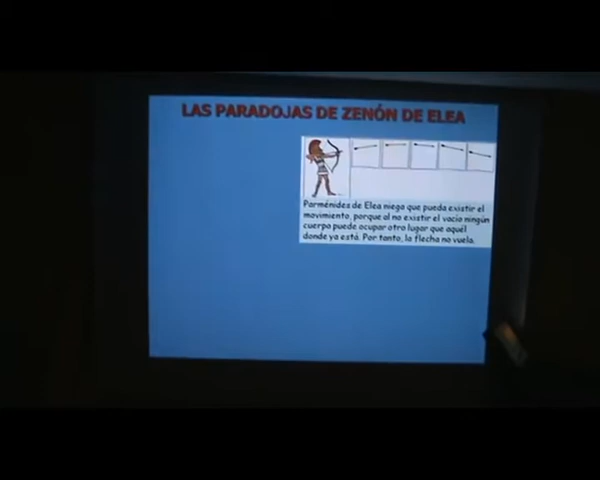 LAS PARADOJAS DE ZENÓN DE ELEA
Parménides de Elea niega que pueda existir el
movimiento, porque al no existir el vacío ningún
cuerpo puede ocupar otro lugar que aquél
donde ya está. Por tanto, la flecha no vuela.